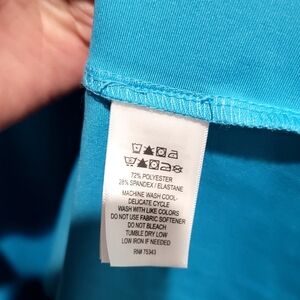 72% POLYESTER
28% SPANDEX / ELASTANE
MACHINE WASH COOL-
DELICATE CYCLE
WASH WITH LIKE COLORS
DO NOT USE FABRIC SOFTENER
DO NOT BLEACH
TUMBLE DRY LOW
LOW IRON IF NEEDED
RN# 75343